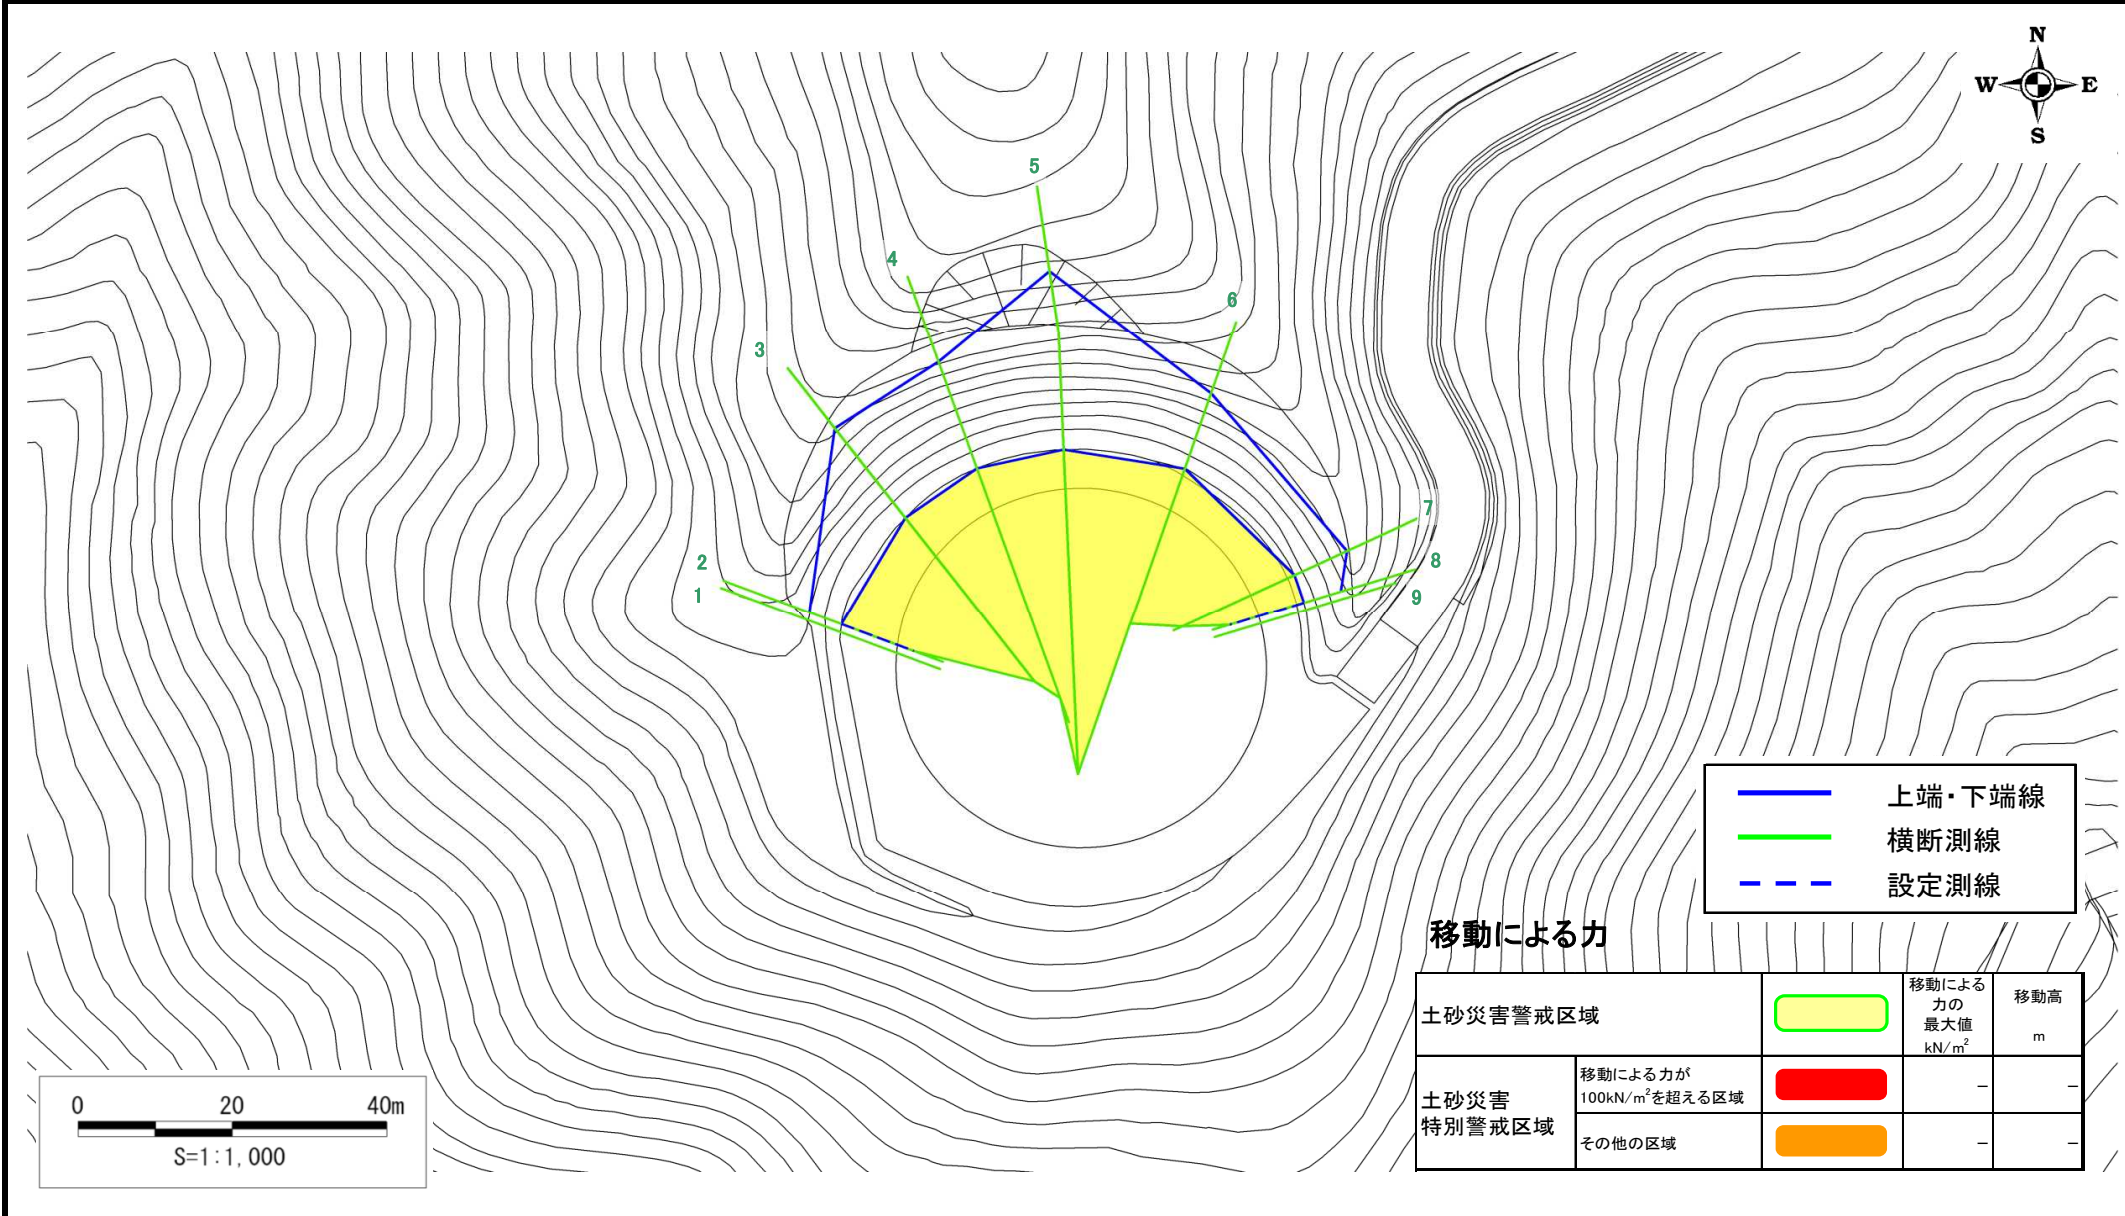 N
W E
S
5
4
6
3
7
2
8
1
9
上端・下端線
横断測線
設定測線
移動による力
土砂災害警戒区域
移動による
力の
最大値
kN/m²
移動高
m
土砂災害
特別警戒区域
移動による力が
100kN/m²を超える区域
－ －
その他の区域
－ －
0 20 40m
S=1:1,000